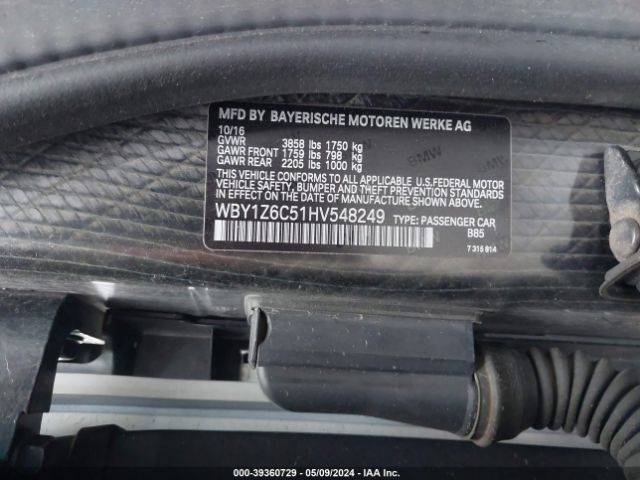 MFD BY BAYERISCHE MOTOREN WERKE AG
10/16
GVWR 3858 lbs 1750 kg
GAWR FRONT 1759 lbs 798 kg
GAWR REAR 2205 lbs 1000 kg
THIS VEHICLE CONFORMS TO ALL APPLICABLE U.S.FEDERAL MOTOR
VEHICLE SAFETY, BUMPER, AND THEFT PREVENTION STANDARDS
IN EFFECT ON THE DATE OF MANUFACTURE SHOWN ABOVE.
WBY1Z6C51HV548249 TYPE: PASSENGER CAR
B85
7 315 614
BMW
000-39360729 - 05/09/2024 - IAA Inc.